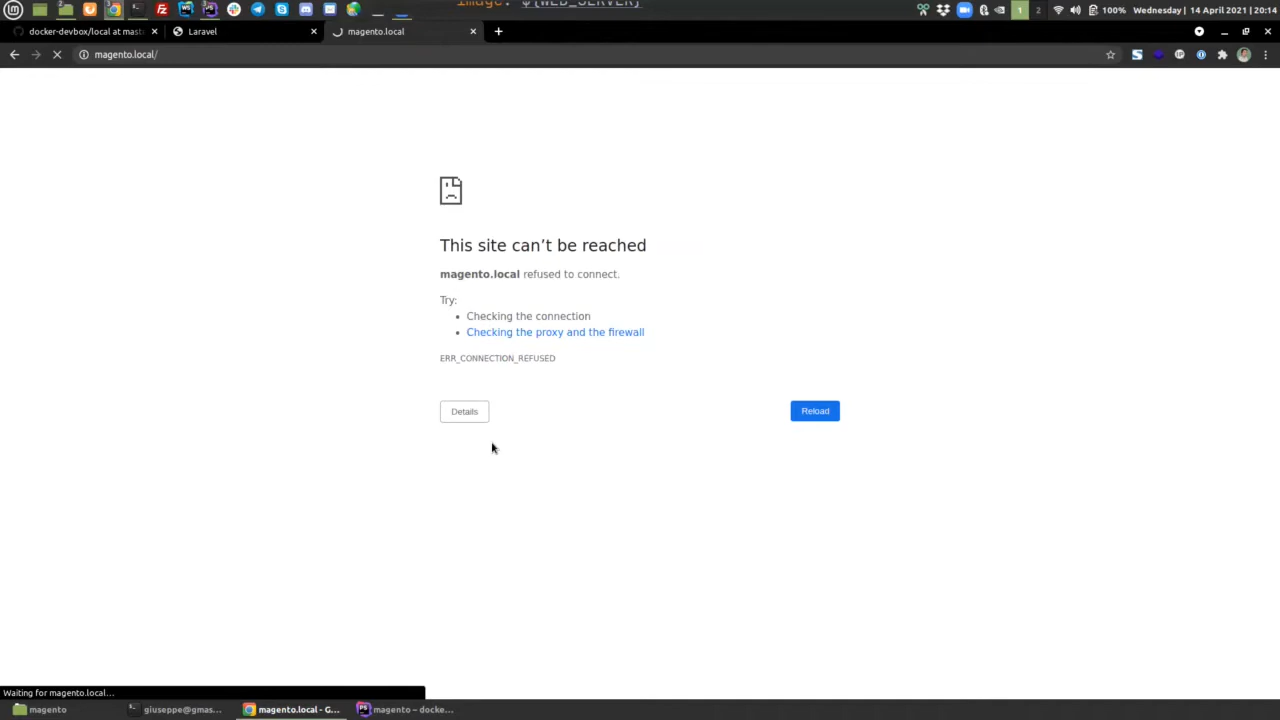 image: ${WEB_SERVER}
100% Wednesday | 14 April 2021 | 20:14
1 2
docker-devbox/local at mast
Laravel
magento.local
magento.local/
This site can’t be reached
magento.local refused to connect.
Try:
• Checking the connection
• Checking the proxy and the firewall
ERR_CONNECTION_REFUSED
Details
Reload
Waiting for magento.local…
magento
giuseppe@gmas...
magento.local - G...
magento – docke...